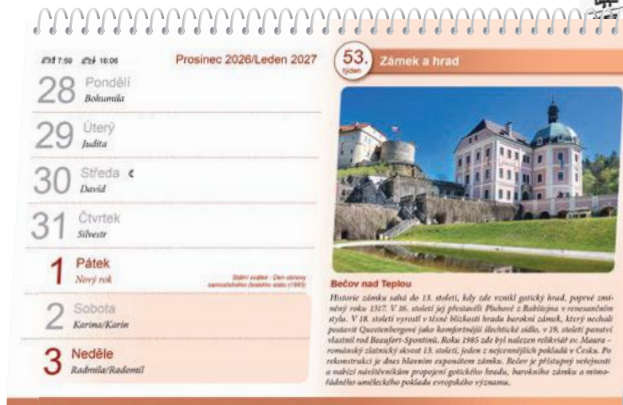 7:59 16:06
Prosinec 2026/Leden 2027
28 Pondělí
Bohumila
29 Úterý
Judita
30 Středa
David
31 Čtvrtek
Silvestr
1 Pátek
Nový rok
Státní svátek - Den obnovy
samostatného českého státu (1993)
2 Sobota
Karina/Karin
3 Neděle
Radmila/Radomil
53.
týden
Zámek a hrad
Bečov nad Teplou
Historie zámku sahá do 13. století, kdy zde vznikl gotický hrad, poprvé zmí-
něný roku 1317. V 16. století jej přestavěli Pluhové z Rabštejna v renesančním
stylu. V 18. století vyrostl v těsné blízkosti hradu barokní zámek, který nechali
postavit Questenbergové jako komfortnější šlechtické sídlo, v 19. století panství
vlastnil rod Beaufort-Spontinů. Roku 1985 zde byl nalezen relikviář sv. Maura –
románský zlatnický skvost 13. století, jeden z nejcennějších pokladů v Česku. Po
rekonstrukci je dnes hlavním exponátem zámku. Bečov je přístupný veřejnosti
a nabízí návštěvníkům propojení gotického hradu, barokního zámku a mimo-
řádného uměleckého pokladu evropského významu.